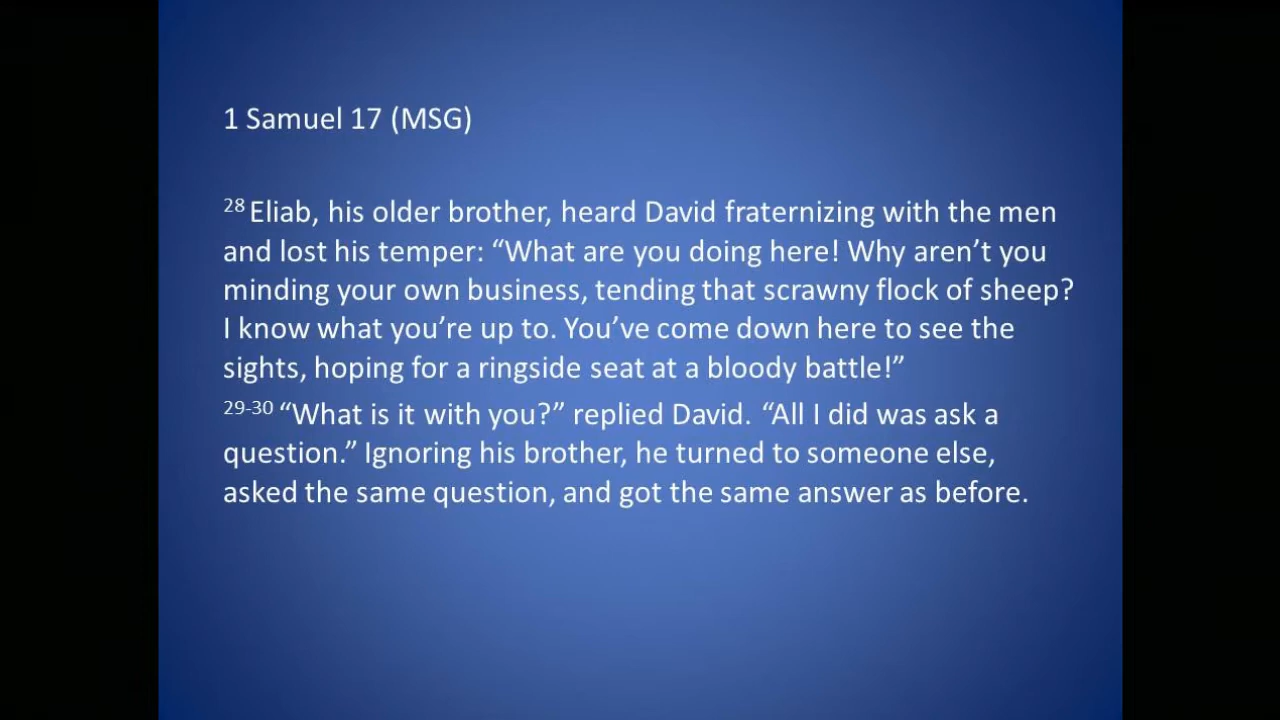 1 Samuel 17 (MSG)
28 Eliab, his older brother, heard David fraternizing with the men
and lost his temper: “What are you doing here! Why aren’t you
minding your own business, tending that scrawny flock of sheep?
I know what you’re up to. You’ve come down here to see the
sights, hoping for a ringside seat at a bloody battle!”
29-30 “What is it with you?” replied David. “All I did was ask a
question.” Ignoring his brother, he turned to someone else,
asked the same question, and got the same answer as before.